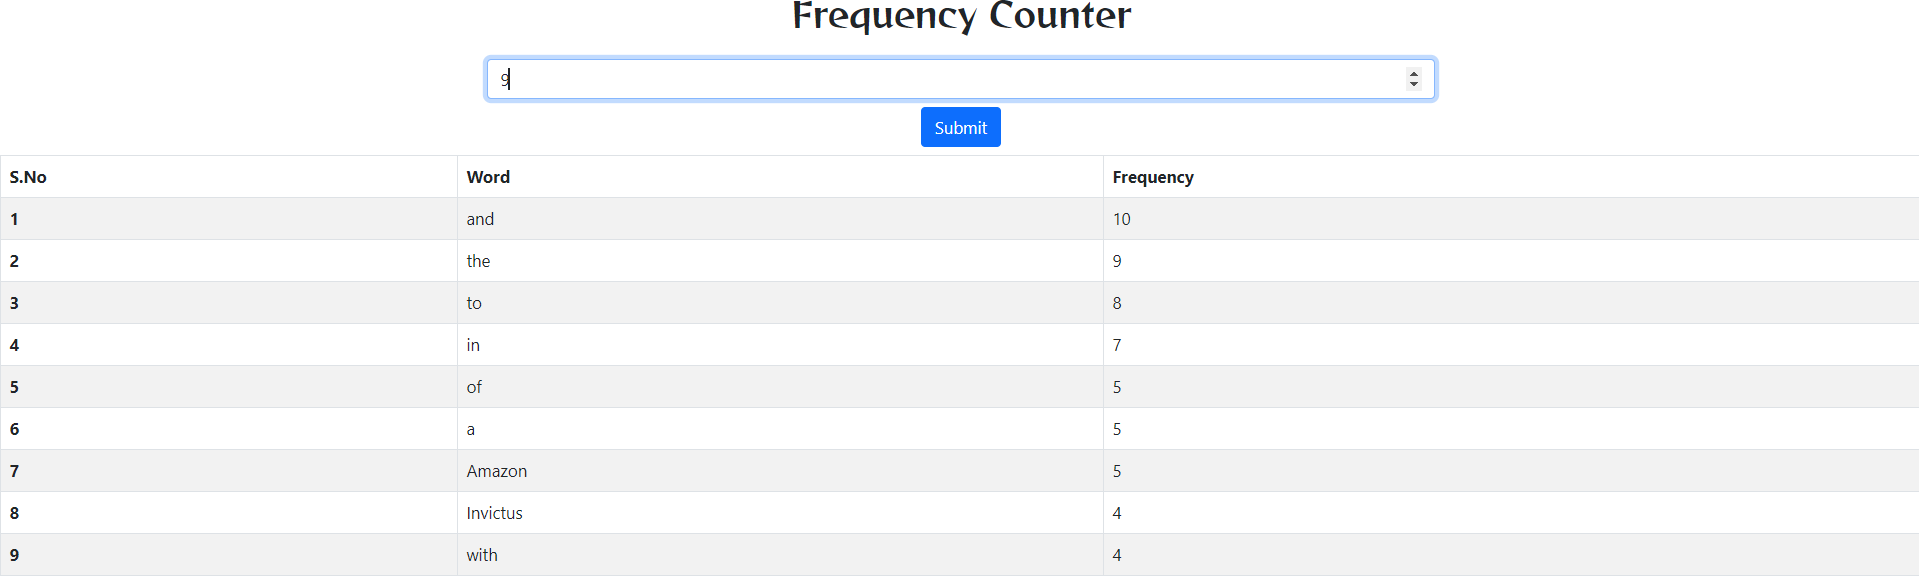 Frequency Counter
9
Submit
S.No Word Frequency
1 and 10
2 the 9
3 to 8
4 in 7
5 of 5
6 a 5
7 Amazon 5
8 Invictus 4
9 with 4